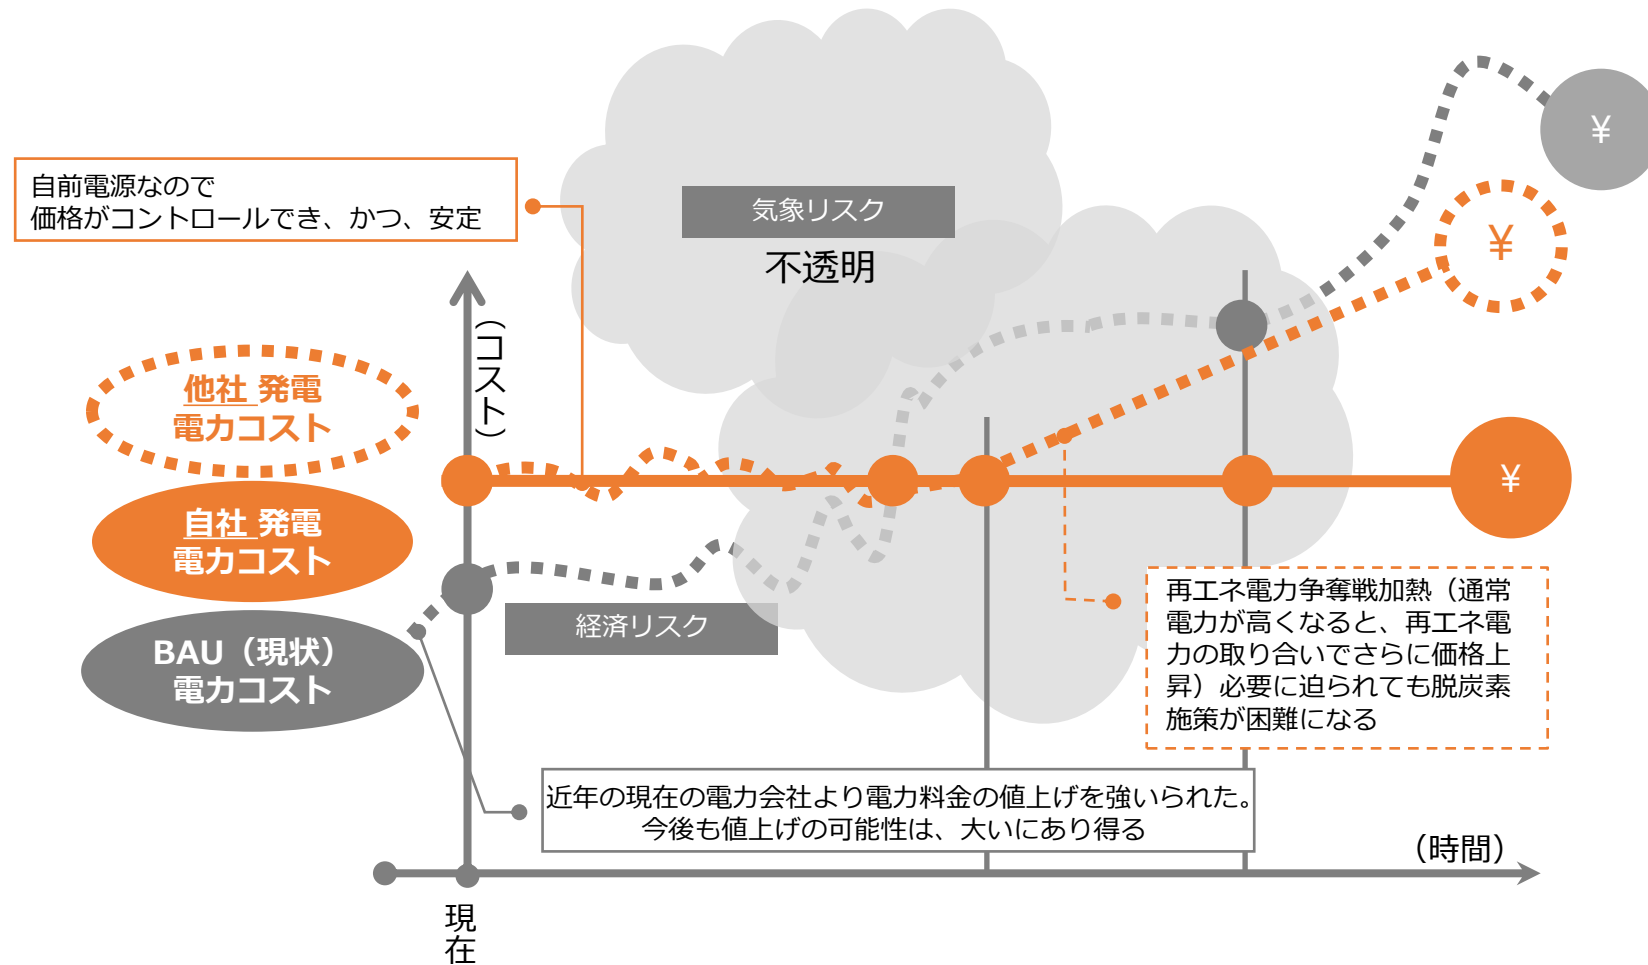 自前電源なので
価格がコントロールでき、かつ、安定
気象リスク
不透明
¥
¥
（コスト）
他社 発電
電力コスト
自社 発電
電力コスト
¥
BAU（現状）
電力コスト
経済リスク
再エネ電力争奪戦加熱（通常
電力が高くなると、再エネ電
力の取り合いでさらに価格上
昇）必要に迫られても脱炭素
施策が困難になる
近年の現在の電力会社より電力料金の値上げを強いられた。
今後も値上げの可能性は、大いにあり得る
（時間）
現在